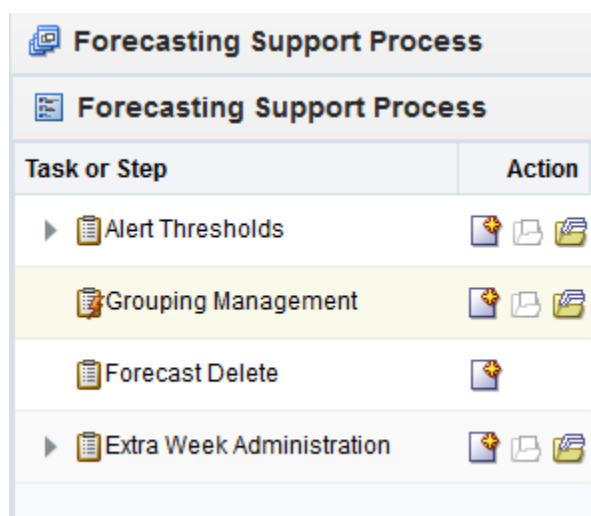 Forecasting Support Process
Forecasting Support Process
Task or Step Action
Alert Thresholds
Grouping Management
Forecast Delete
Extra Week Administration